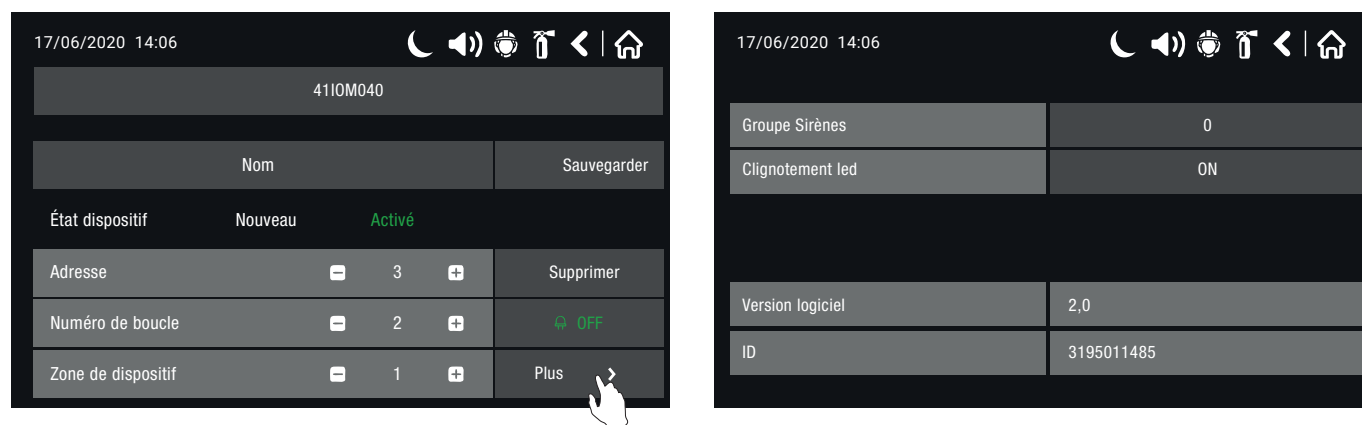 17/06/2020 14:06
41IOM040
Nom Sauvegarder
État dispositif Nouveau Activé
Adresse 3 Supprimer
Numéro de boucle 2 OFF
Zone de dispositif 1 Plus
17/06/2020 14:06
Groupe Sirènes 0
Clignotement led ON
Version logiciel 2,0
ID 3195011485